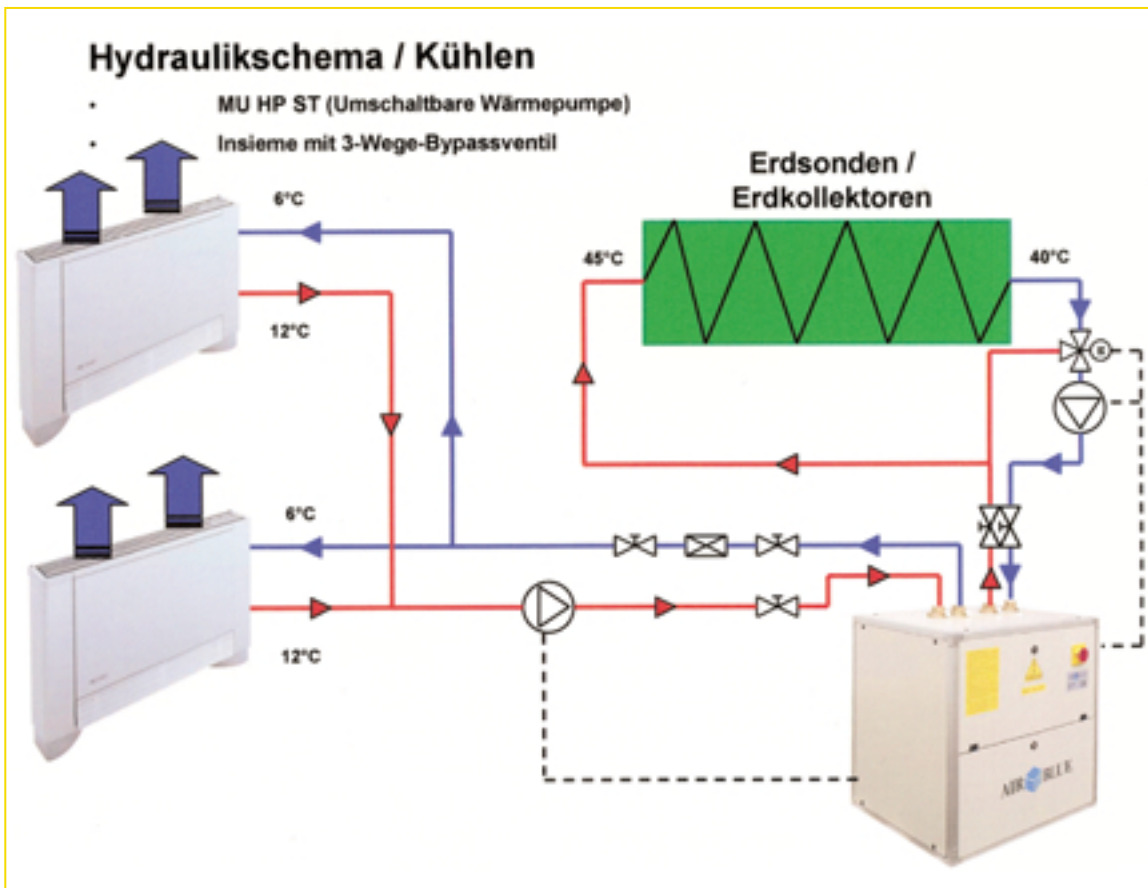 Hydraulikschema / Kühlen
• MU HP ST (Umschaltbare Wärmepumpe)
• Insieme mit 3-Wege-Bypassventil
Erdsonden /
Erdkollektoren
6°C
45°C
40°C
12°C
6°C
12°C
AIR BLUE